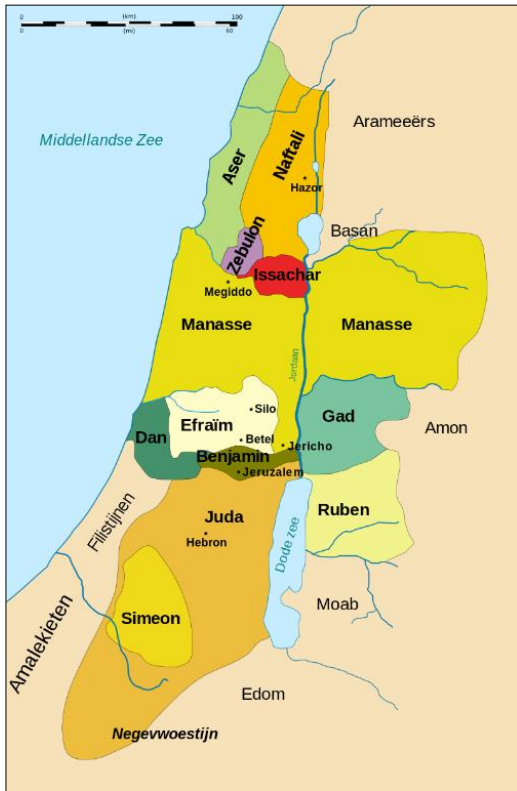 (km) 100
0
0
(mi) 60
Middellandse Zee
Arameeërs
Aser
Naftali
Hazor
Basan
Zebulon
Issachar
Megiddo
Manasse
Manasse
Jordaän
Silo
Efraïm
Gad
Dan
Betel
Amon
Jericho
Benjamin
Jeruzalem
Filistijnen
Juda
Ruben
Hebron
Dode zee
Amalekieten
Simeon
Moab
Edom
Negevwoestijn